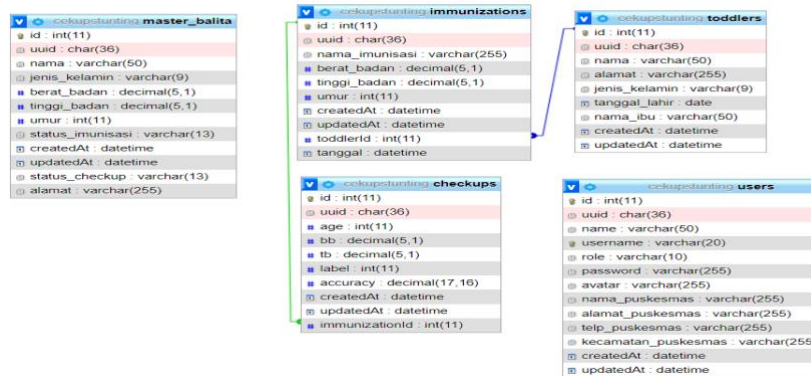 cekupstunting master_balita
id : int(11)
uuid : char(36)
nama : varchar(50)
jenis_kelamin : varchar(9)
berat_badan : decimal(5,1)
tinggi_badan : decimal(5,1)
umur : int(11)
status_imunisasi : varchar(13)
createdAt : datetime
updatedAt : datetime
status_checkup : varchar(13)
alamat : varchar(255)
cekupstunting immunizations
id : int(11)
uuid : char(36)
nama_imunisasi : varchar(255)
berat_badan : decimal(5,1)
tinggi_badan : decimal(5,1)
umur : int(11)
createdAt : datetime
updatedAt : datetime
toddlerId : int(11)
tanggal : datetime
cekupstunting toddlers
id : int(11)
uuid : char(36)
nama : varchar(50)
alamat : varchar(255)
jenis_kelamin : varchar(9)
tanggal_lahir : date
nama_ibu : varchar(50)
createdAt : datetime
updatedAt : datetime
cekupstunting checkups
id : int(11)
uuid : char(36)
age : int(11)
bb : decimal(5,1)
tb : decimal(5,1)
label : int(11)
accuracy : decimal(17,16)
createdAt : datetime
updatedAt : datetime
immunizationId : int(11)
cekupstunting users
id : int(11)
uuid : char(36)
name : varchar(50)
username : varchar(20)
role : varchar(10)
password : varchar(255)
avatar : varchar(255)
nama_puskesmas : varchar(255)
alamat_puskesmas : varchar(255)
telp_puskesmas : varchar(255)
kecamatan_puskesmas : varchar(255
createdAt : datetime
updatedAt : datetime